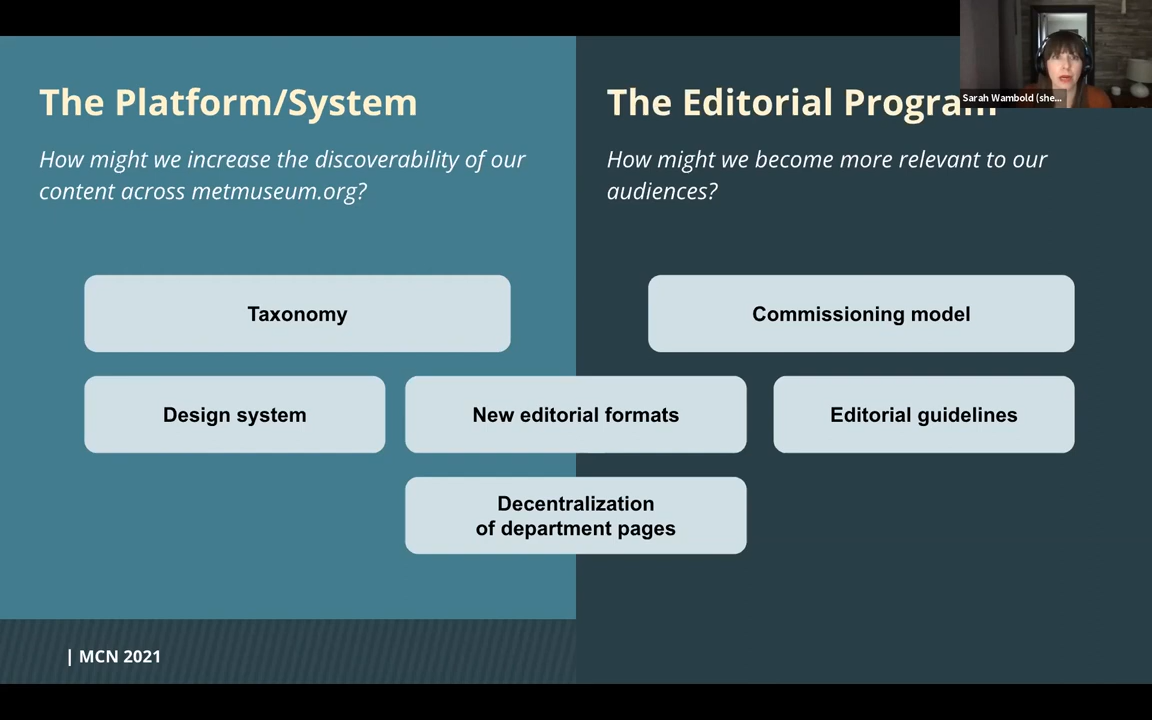 The Platform/System
How might we increase the discoverability of our
content across metmuseum.org?
Taxonomy
Design system
The Editorial Program
How might we become more relevant to our
audiences?
Commissioning model
New editorial formats
Editorial guidelines
Decentralization
of department pages
| MCN 2021
Sarah Wambold (she...